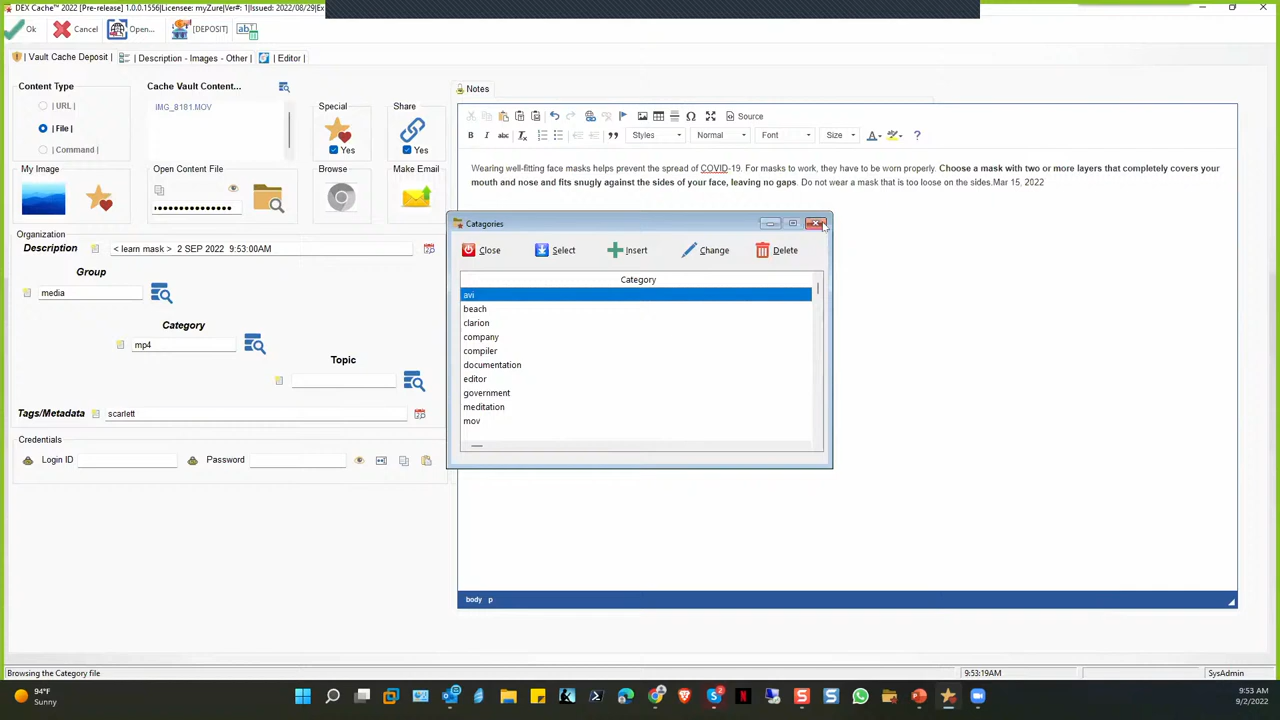 DEX Cache™ 2022 [Pre-release] 1.0.0.1556|Licensee: myZure|Ver#: 1|Issued: 2022/08/29|Ex
Ok
Cancel
Open...
[DEPOSIT]
| Vault Cache Deposit |
| Description - Images - Other |
| Editor |
Content Type
Cache Vault Content...
| URL |
| File |
| Command |
IMG_8181.MOV
Special
Yes
Share
Yes
My Image
Open Content File
Browse
Make Email
Organization
Description
< learn mask > 2 SEP 2022 9:53:00AM
Group
media
Category
mp4
Topic
Tags/Metadata
scarlett
Credentials
Login ID
Password
Notes
Source
Styles
Normal
Font
Size
Wearing well-fitting face masks helps prevent the spread of COVID-19. For masks to work, they have to be worn properly. Choose a mask with two or more layers that completely covers your
mouth and nose and fits snugly against the sides of your face, leaving no gaps. Do not wear a mask that is too loose on the sides.Mar 15, 2022
Catagories
Close
Select
Insert
Change
Delete
Category
avi
beach
clarion
company
compiler
documentation
editor
government
meditation
mov
body p
Browsing the Category file
9:53:19AM
SysAdmin
94°F
Sunny
9:53 AM
9/2/2022